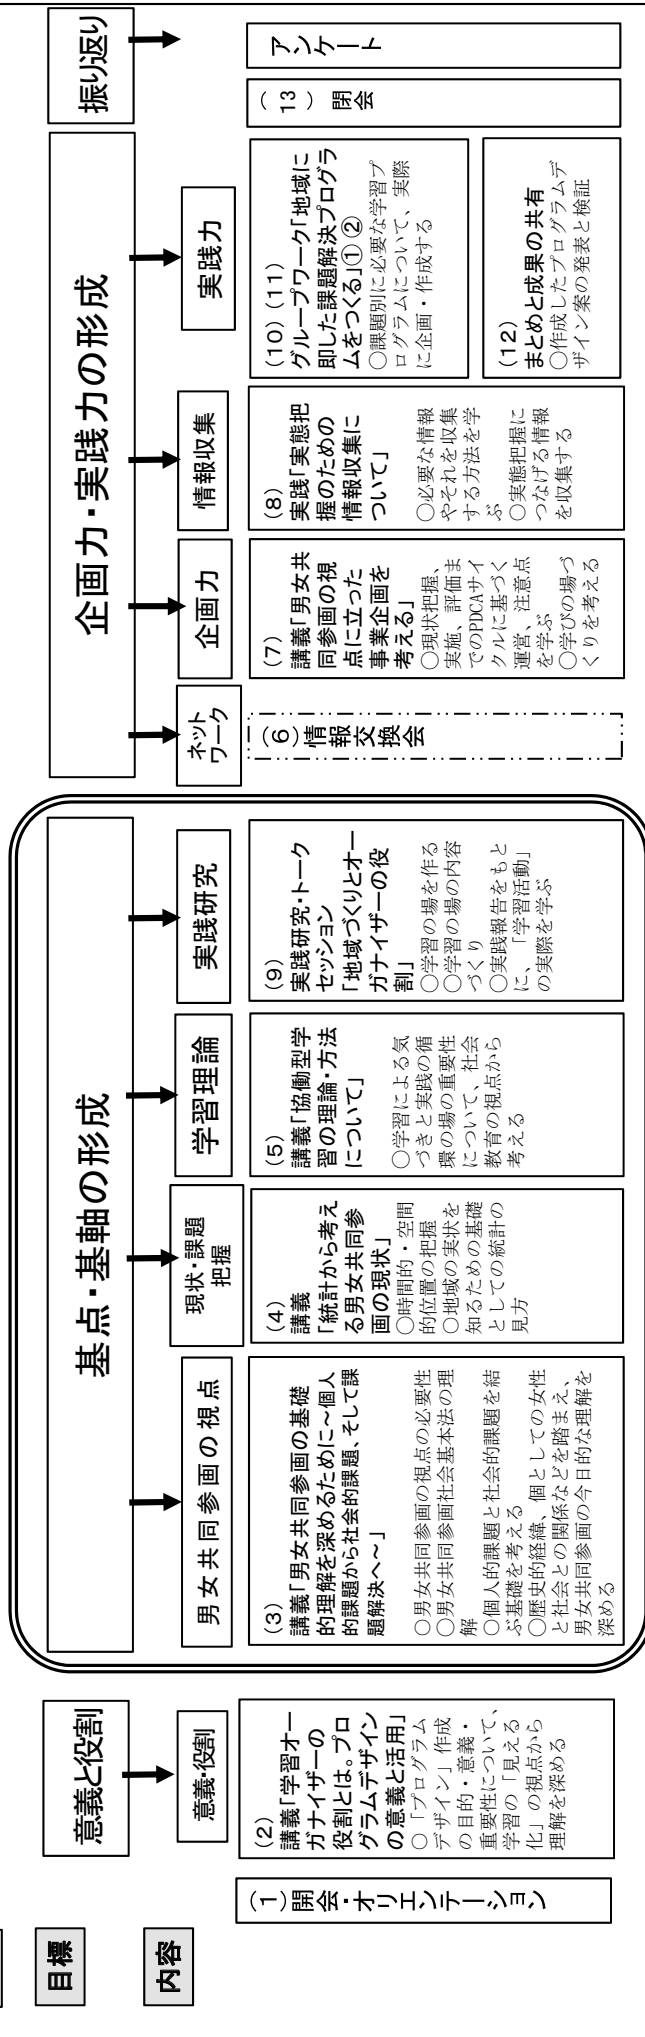 目標
内容
意義と役割
意義・役割
(1)開会・オリエンテーション
(2)
講義「学習オー
ガナイザーの
役割とは。プロ
グラムデザイン
の意義と活用」
○「プログラム
デザイン」作成
の目的・意義・
重要性について、
学習の「見える
化」の視点から
理解を深める
基点・基軸の形成
男女共同参画の視点
(3)
講義「男女共同参画の基礎
的理解を深めるために～個人
的課題から社会的課題、そして課
題解決へ～」
○男女共同参画の視点の必要性
○男女共同参画社会基本法の理
解
○個人的課題と社会的課題を結
ぶ基礎を考える
○歴史的経緯、個としての女性
と社会との関係などを踏まえ、
男女共同参画の今日的な理解を
深める
現状・課題
把握
(4)
講義
「統計から考え
る男女共同参
画の現状」
○時間的・空間
的位置の把握
○地域の実状を
知るための基礎
としての統計の
見方
学習理論
(5)
講義「協働型学
習の理論・方法
について」
○学習による気
づきと実践の循
環の場の重要性
について、社会
教育の視点から
考える
実践研究
(9)
実践研究・トーク
セッション
「地域づくりとオー
ガナイザーの役
割」
○学習の場を作る
○学習の場の内容
づくり
○実践報告をもと
に、「学習活動」
の実際を学ぶ
企画力・実践力の形成
ネット
ワーク
(6)情報交換会
企画力
(7)
講義「男女共
同参画の視
点に立った
事業企画を
考える」
○現状把握、
実施、評価ま
でのPDCAサイ
クルに基づく
運営、注意点
を学ぶ
○学びの場づ
くりを考える
情報収集
(8)
実践「実態把
握のための
情報収集に
ついて」
○必要な情報
やそれを収集
する方法を学
ぶ
○実態把握に
つなげる情報
を収集する
実践力
(10)(11)
グループワーク「地域に
即した課題解決プログラ
ムをつくる」①②
○課題別に必要な学習プ
ログラムについて、実際
に企画・作成する
(12)
まとめと成果の共有
○作成したプログラムデ
ザイン案の発表と検証
振り返り
(13)閉会
アンケート